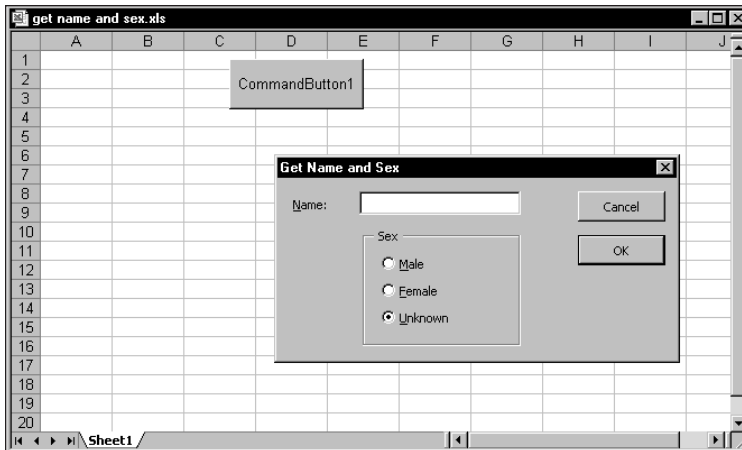 get name and sex.xls
A B C D E F G H I J
1
2
CommandButton1
3
4
5
6
7
Get Name and Sex
8
Name:
Cancel
9
10
Sex
11
OK
Male
12
13
Female
14
Unknown
15
16
17
18
19
20
Sheet1